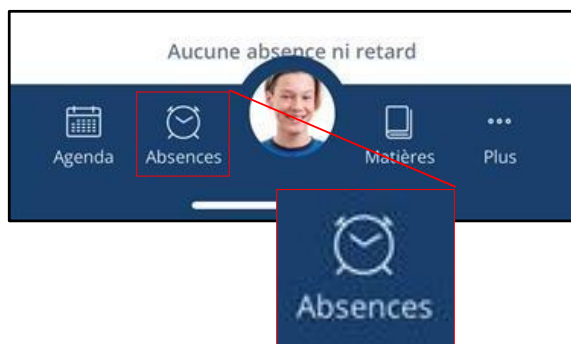 Aucune absence ni retard
Agenda
Absences
Matières
Plus
Absences